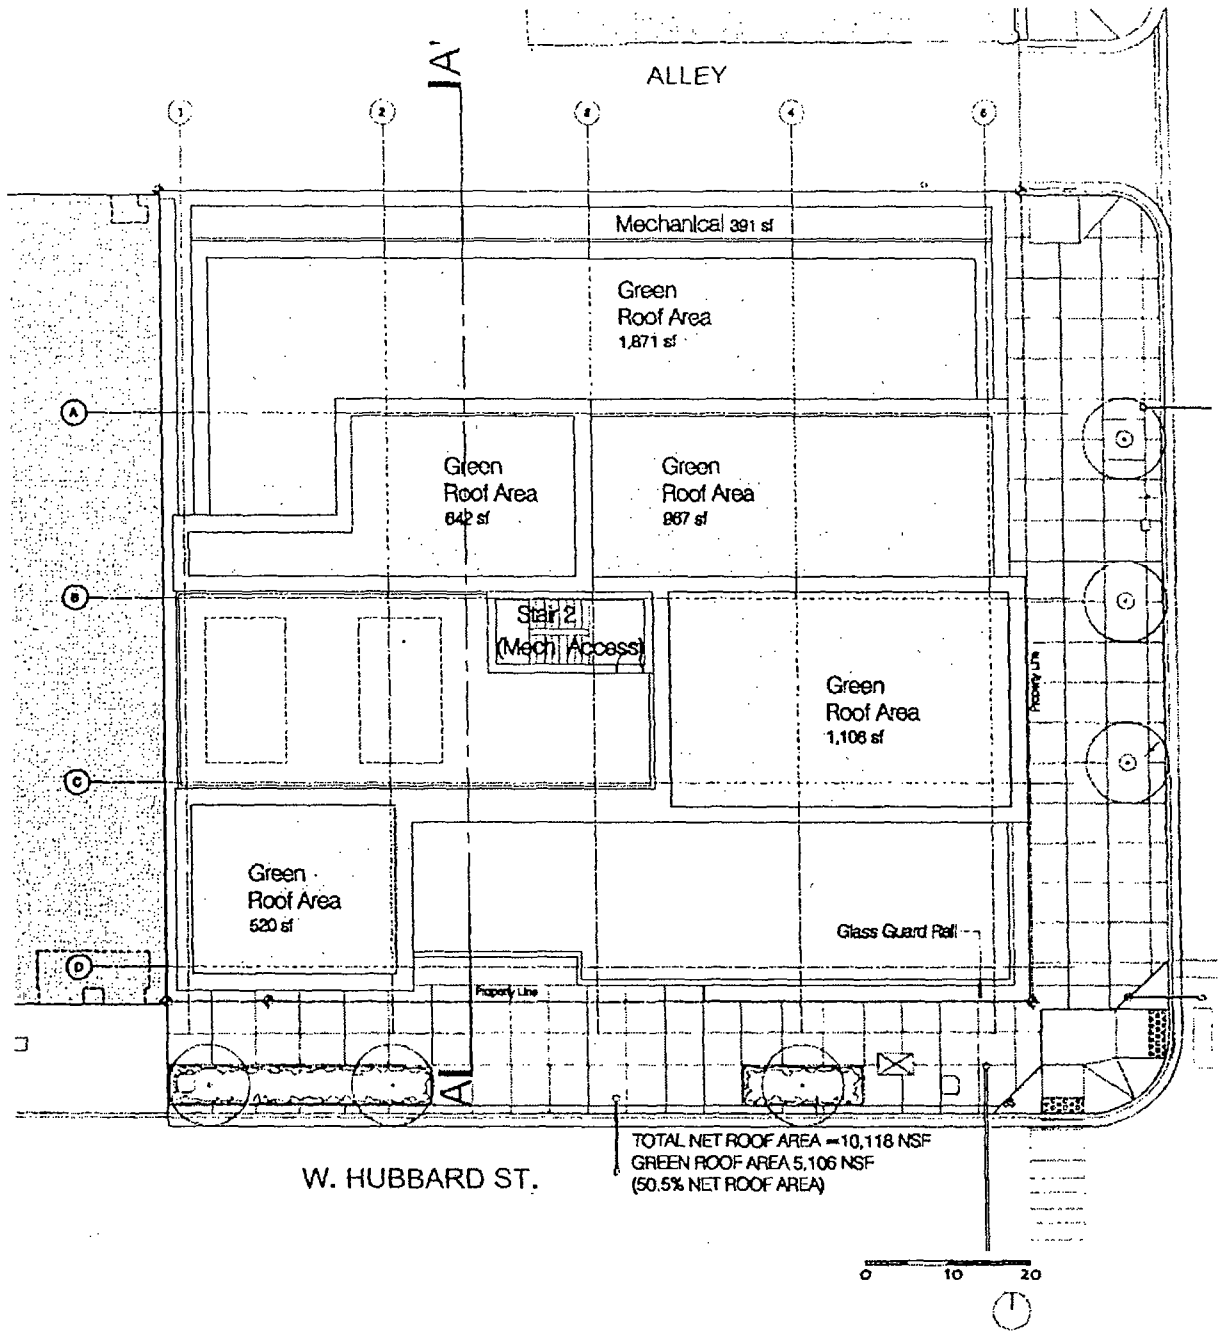 A'
ALLEY
1
2
3
4
5
Mechanical 391 sf
Green
Roof Area
1,871 sf
A
Green
Roof Area
642 sf
Green
Roof Area
967 sf
B
Stair 2
(Mech Access)
Green
Roof Area
1,106 sf
Property Line
C
Green
Roof Area
520 sf
Glass Guard Rail
D
Property Line
A
TOTAL NET ROOF AREA = 10,118 NSF
GREEN ROOF AREA 5,106 NSF
(50.5% NET ROOF AREA)
W. HUBBARD ST.
0 10 20